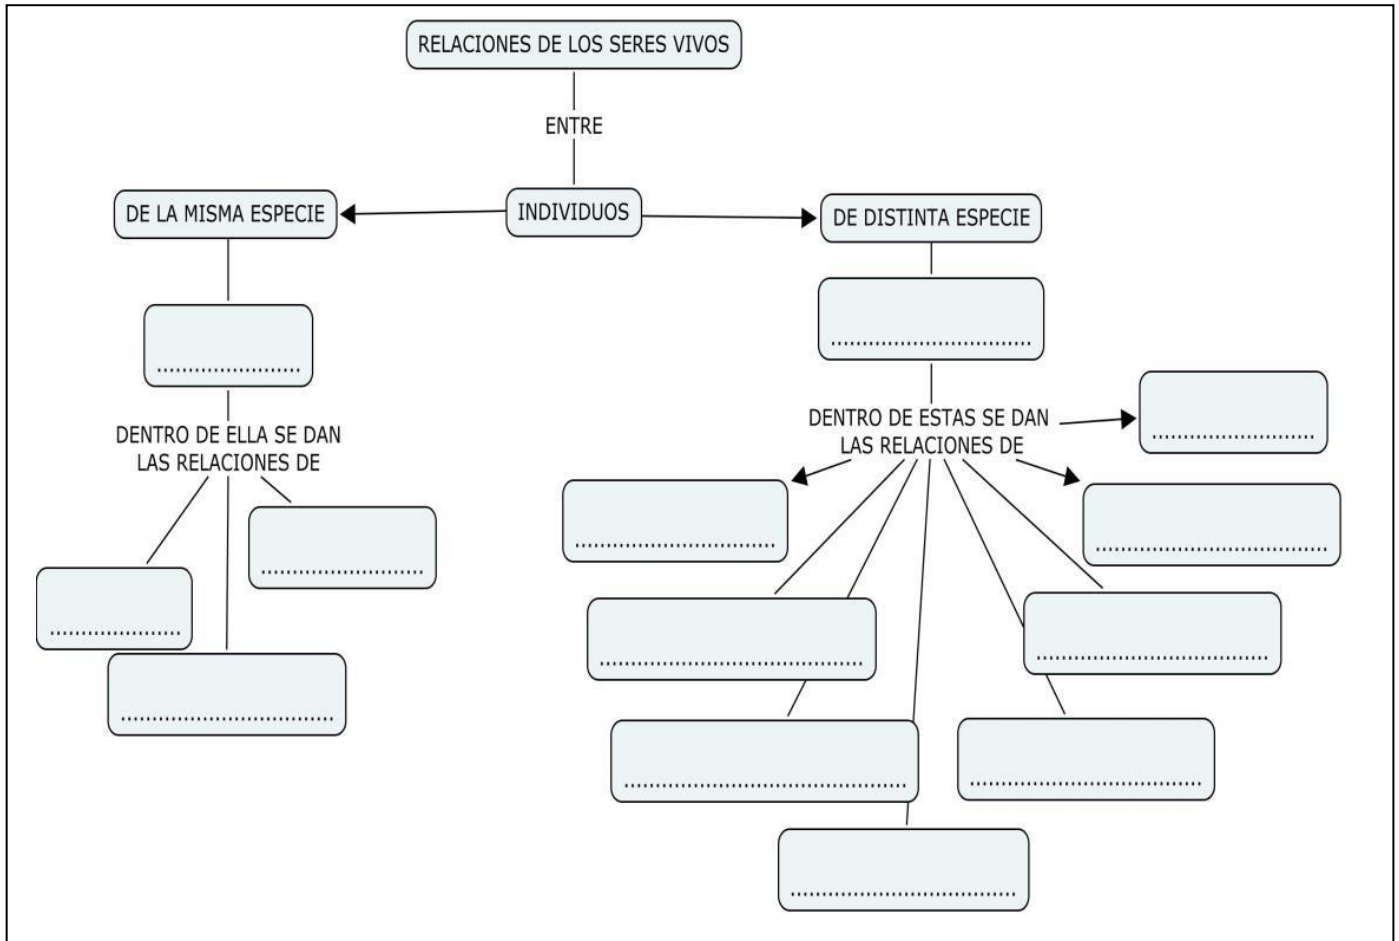 RELACIONES DE LOS SERES VIVOS
ENTRE
DE LA MISMA ESPECIE
INDIVIDUOS
DE DISTINTA ESPECIE
DENTRO DE ELLA SE DAN
LAS RELACIONES DE
DENTRO DE ESTAS SE DAN
LAS RELACIONES DE